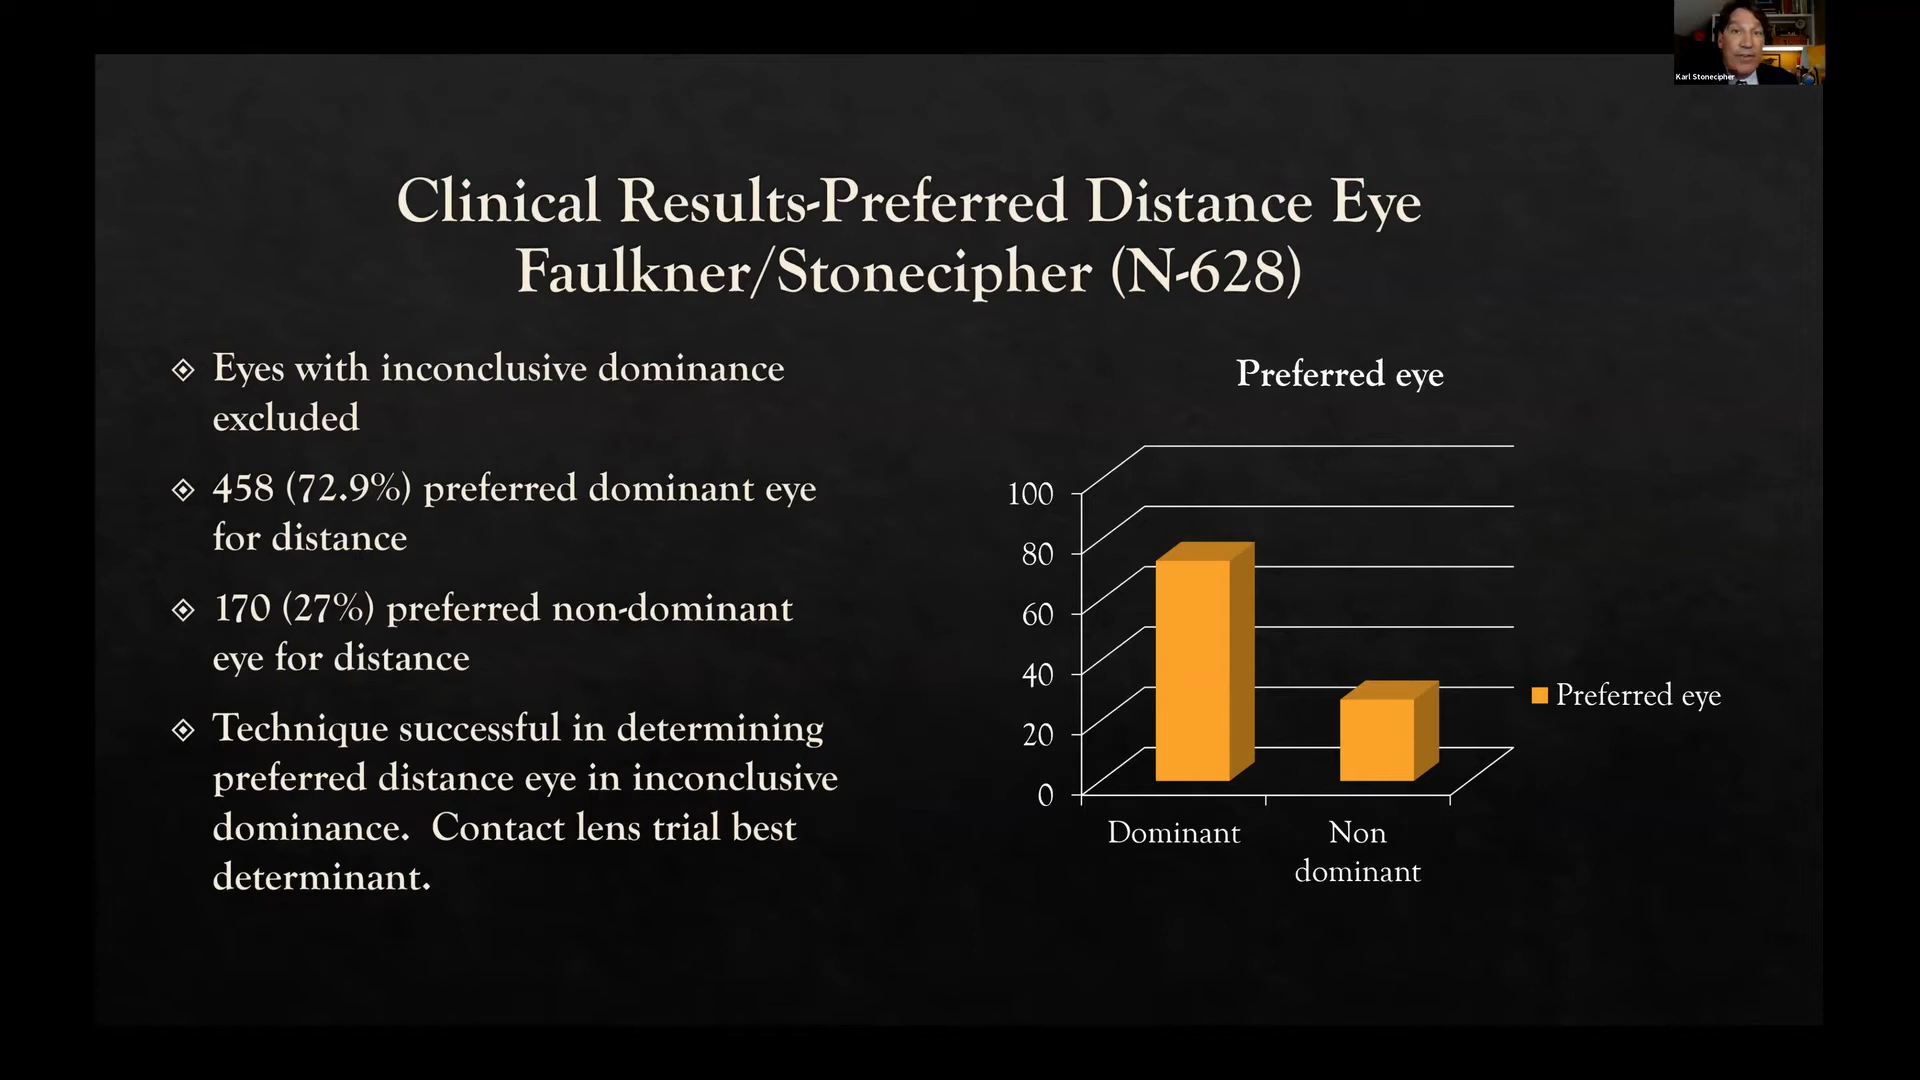 Karl Stonecipher
Clinical Results-Preferred Distance Eye
Faulkner/Stonecipher (N-628)
Eyes with inconclusive dominance
excluded
458 (72.9%) preferred dominant eye
for distance
170 (27%) preferred non-dominant
eye for distance
Technique successful in determining
preferred distance eye in inconclusive
dominance.  Contact lens trial best
determinant.
Preferred eye
100
80
60
40
20
0
Dominant
Non
dominant
Preferred eye